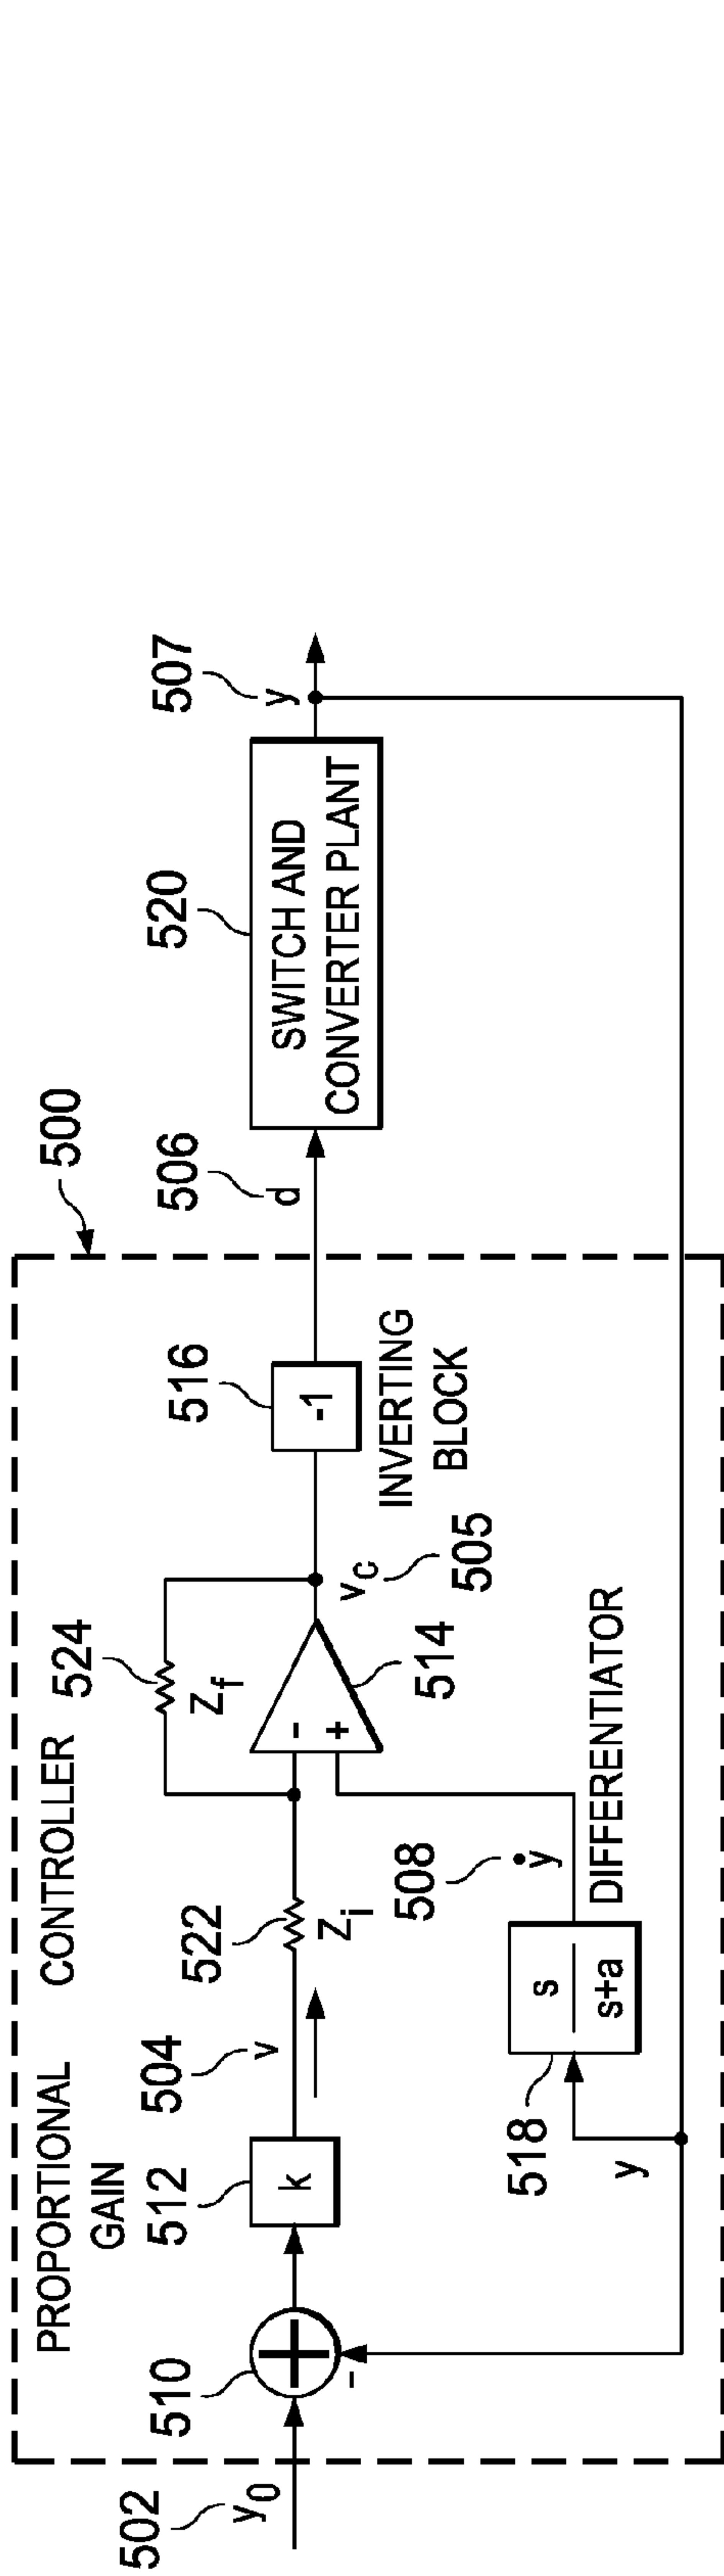 500
PROPORTIONAL
GAIN
CONTROLLER
502
y0
510
-
512
k
504
v
522
Zi
524
Zf
-
+
514
vC
505
516
-1
INVERTING
BLOCK
506
d
520
SWITCH AND
CONVERTER PLANT
507
y
y
518
s
s+a
508
ẏ
DIFFERENTIATOR